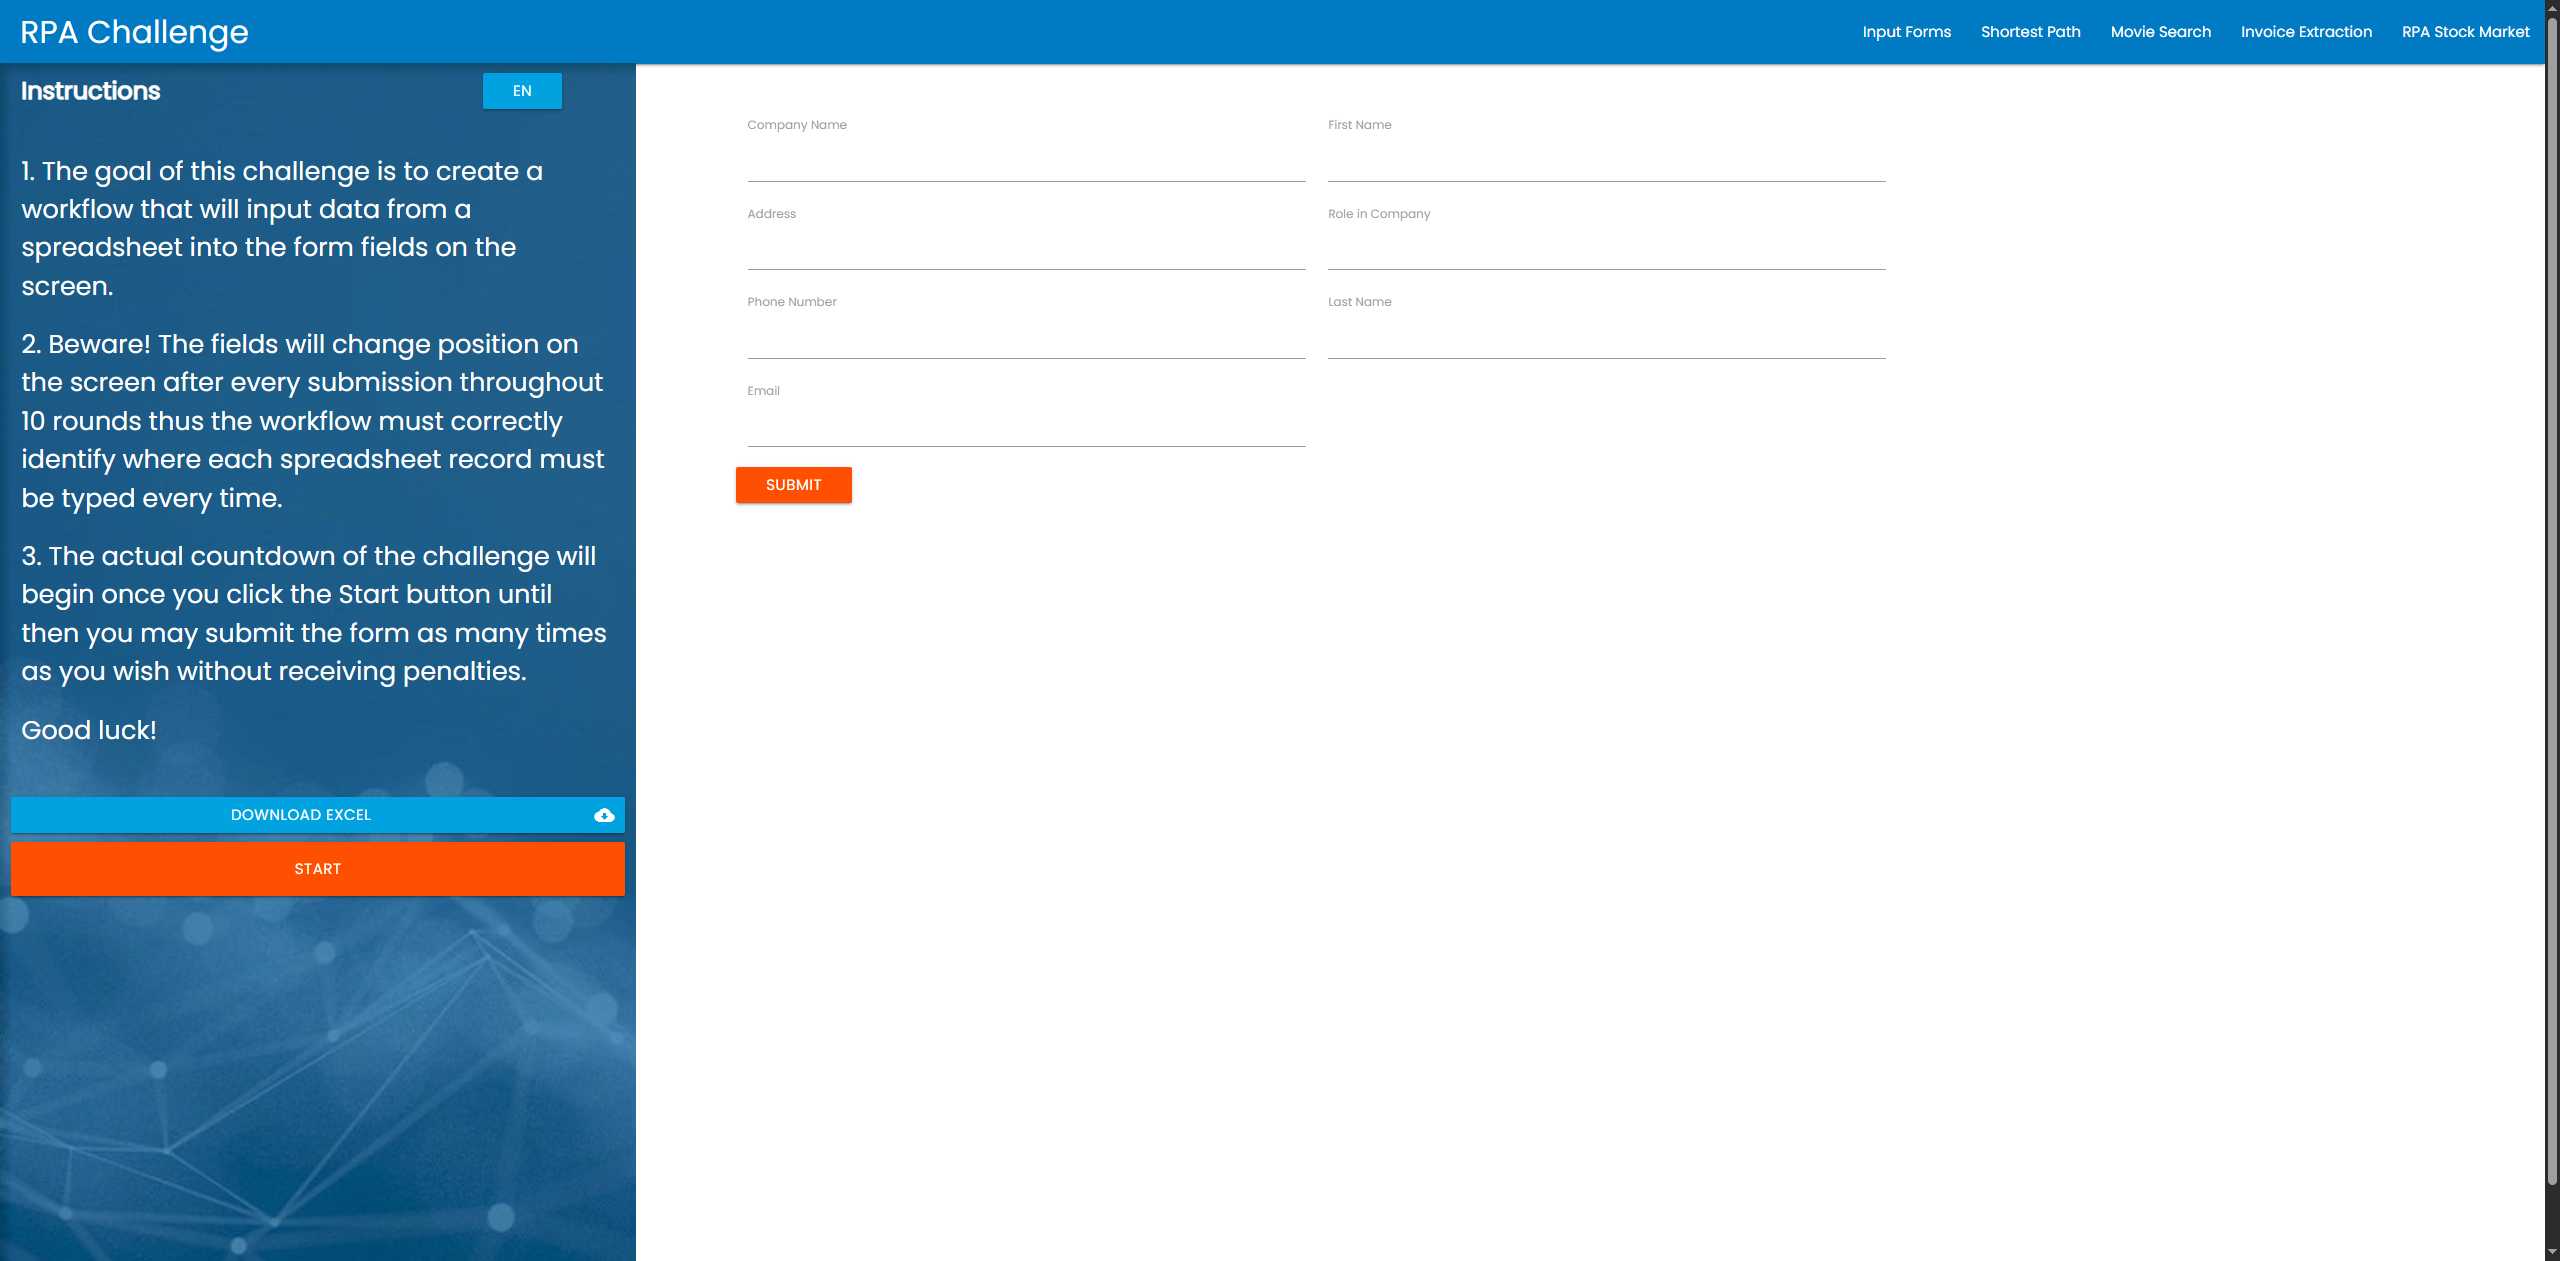 RPA Challenge
Input Forms
Shortest Path
Movie Search
Invoice Extraction
RPA Stock Market
Instructions
EN
1. The goal of this challenge is to create a
workflow that will input data from a
spreadsheet into the form fields on the
screen.
2. Beware! The fields will change position on
the screen after every submission throughout
10 rounds thus the workflow must correctly
identify where each spreadsheet record must
be typed every time.
3. The actual countdown of the challenge will
begin once you click the Start button until
then you may submit the form as many times
as you wish without receiving penalties.
Good luck!
DOWNLOAD EXCEL
START
Company Name
First Name
Address
Role in Company
Phone Number
Last Name
Email
SUBMIT